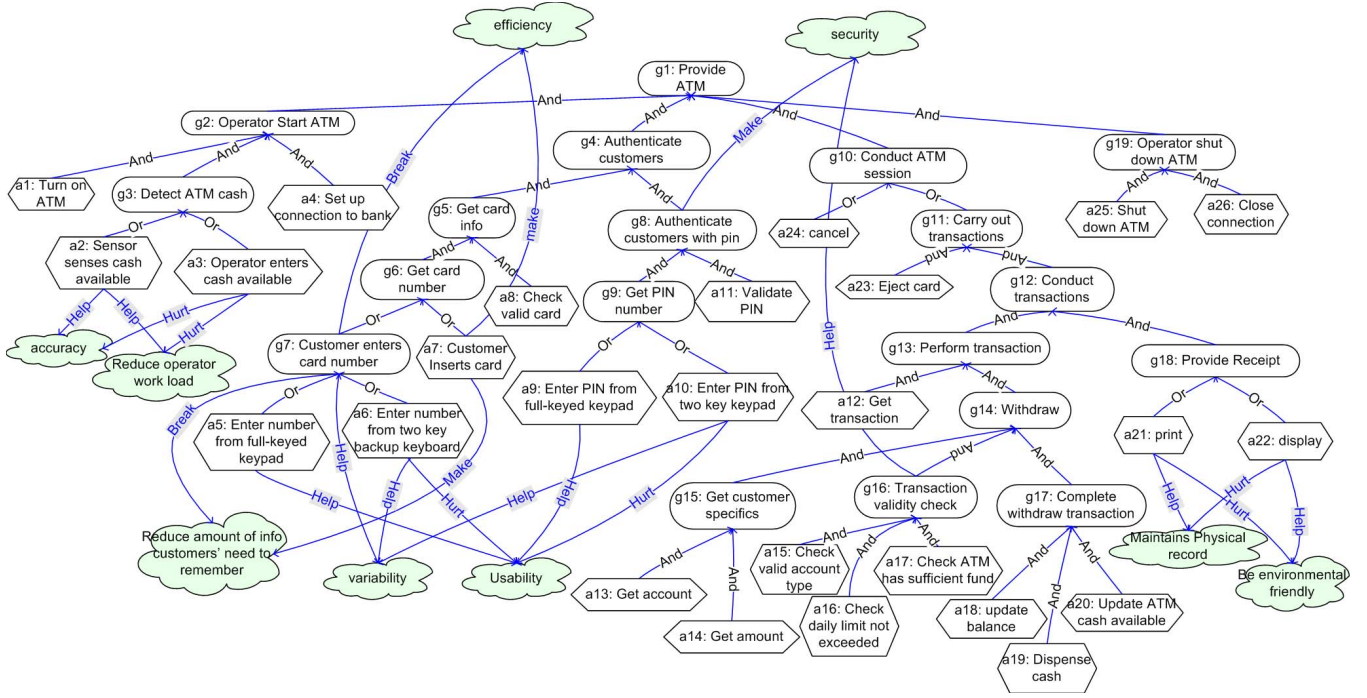 efficiency
security
g1: Provide
ATM
And
And
And
And
g2: Operator Start ATM
g4: Authenticate
customers
g10: Conduct ATM
session
g19: Operator shut
down ATM
Make
Break
make
And
And
And
a1: Turn on
ATM
g3: Detect ATM cash
a4: Set up
connection to bank
And
And
Or
Or
And
And
a25: Shut
down ATM
a26: Close
connection
g5: Get card
info
g8: Authenticate
customers with pin
a24: cancel
g11: Carry out
transactions
Or
Or
a2: Sensor
senses cash
available
a3: Operator enters
cash available
And
And
And
And
And
And
g6: Get card
number
a8: Check
valid card
g9: Get PIN
number
a11: Validate
PIN
a23: Eject card
g12: Conduct
transactions
Help
Help
Hurt
Hurt
Or
Or
Or
Or
Help
And
And
accuracy
Reduce operator
work load
g7: Customer enters
card number
a7: Customer
Inserts card
g13: Perform transaction
g18: Provide Receipt
Or
Or
And
And
Or
Or
a9: Enter PIN from
full-keyed keypad
a10: Enter PIN from
two key keypad
a12: Get
transaction
g14: Withdraw
Break
a5: Enter number
from full-keyed
keypad
a6: Enter number
from two key
backup keyboard
Help
a21: print
a22: display
And
And
And
Make
Help
Help
Help
Hurt
Help
Hurt
Help
Hurt
Hurt
Help
g15: Get customer
specifics
g16: Transaction
validity check
g17: Complete
withdraw transaction
Reduce amount of info
customers' need to
remember
variability
Usability
Maintains Physical
record
Be environmental
friendly
And
And
And
And
And
And
And
And
a13: Get account
a14: Get amount
a15: Check
valid account
type
a16: Check
daily limit not
exceeded
a17: Check ATM
has sufficient fund
a18: update
balance
a19: Dispense
cash
a20: Update ATM
cash available